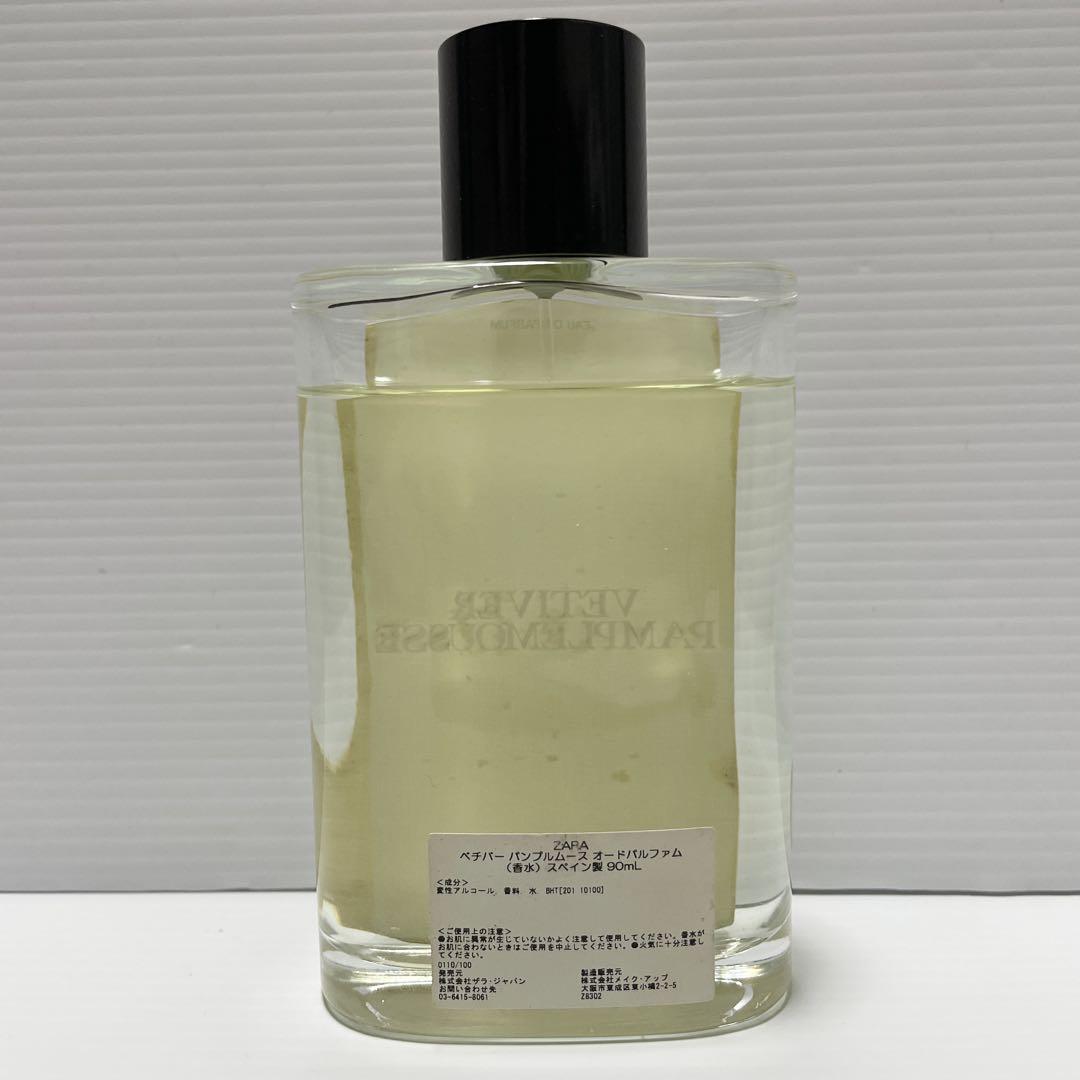 EAU DE PARFUM
VETIVER
PAMPLEMOUSSE
ZARA
ベチバー パンプルムース オードパルファム
(香水) スペイン製 90mL
<成分>
変性アルコール、香料、水、BHT[201 10100]
<ご使用上の注意>
●お肌に異常が生じていないかよく注意して使用してください。香水が
お肌に合わないときはご使用を中止してください。●火気に十分注意し
てください。
0110/100
発売元
株式会社ザラ・ジャパン
お問い合わせ先
03-6415-8061
製造販売元
株式会社メイク・アップ
大阪市東成区東小橋2-2-5
Z8302